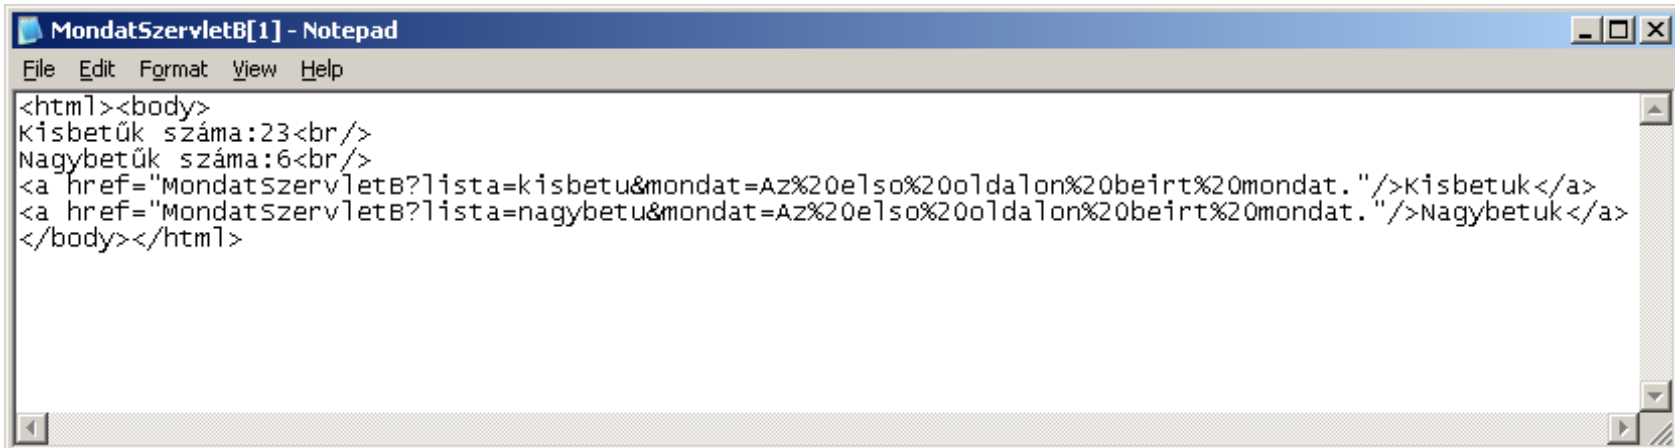 MondatSzervletB[1] - Notepad
File Edit Format View Help
<html><body>
Kisbetűk száma:23<br/>
Nagybetűk száma:6<br/>
<a href="MondatSzervletB?lista=kisbetu&mondat=Az%20elso%20oldalon%20beirt%20mondat."/>Kisbetuk</a>
<a href="MondatSzervletB?lista=nagybetu&mondat=Az%20elso%20oldalon%20beirt%20mondat."/>Nagybetuk</a>
</body></html>